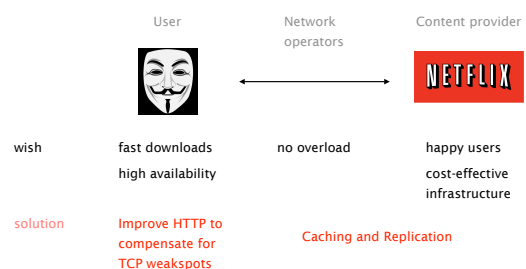 User
Network
operators
Content provider
NETFLIX
wish
fast downloads
no overload
happy users
high availability
cost-effective
infrastructure
solution
Improve HTTP to
compensate for
TCP weakspots
Caching and Replication